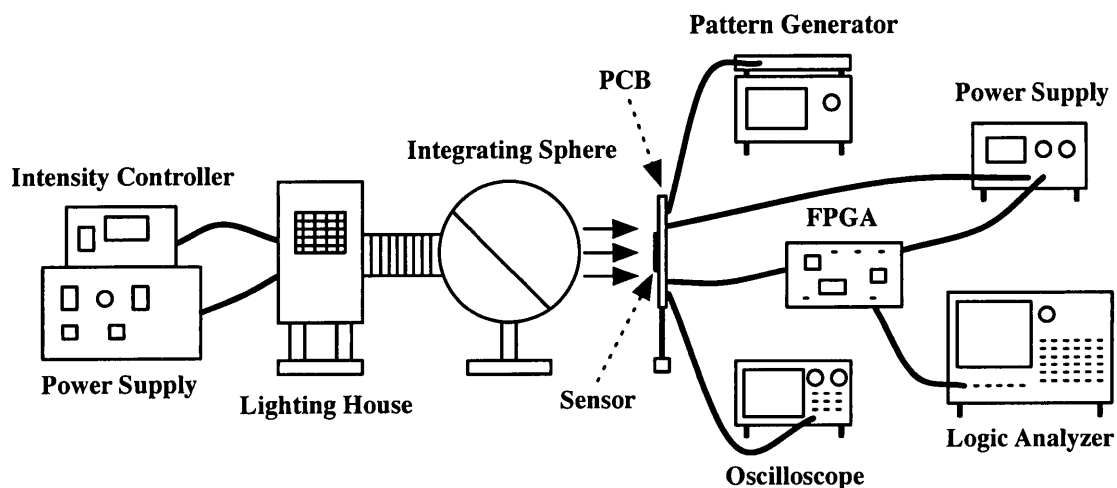 Pattern Generator
PCB
Power Supply
Integrating Sphere
Intensity Controller
FPGA
Power Supply
Lighting House
Sensor
Logic Analyzer
Oscilloscope